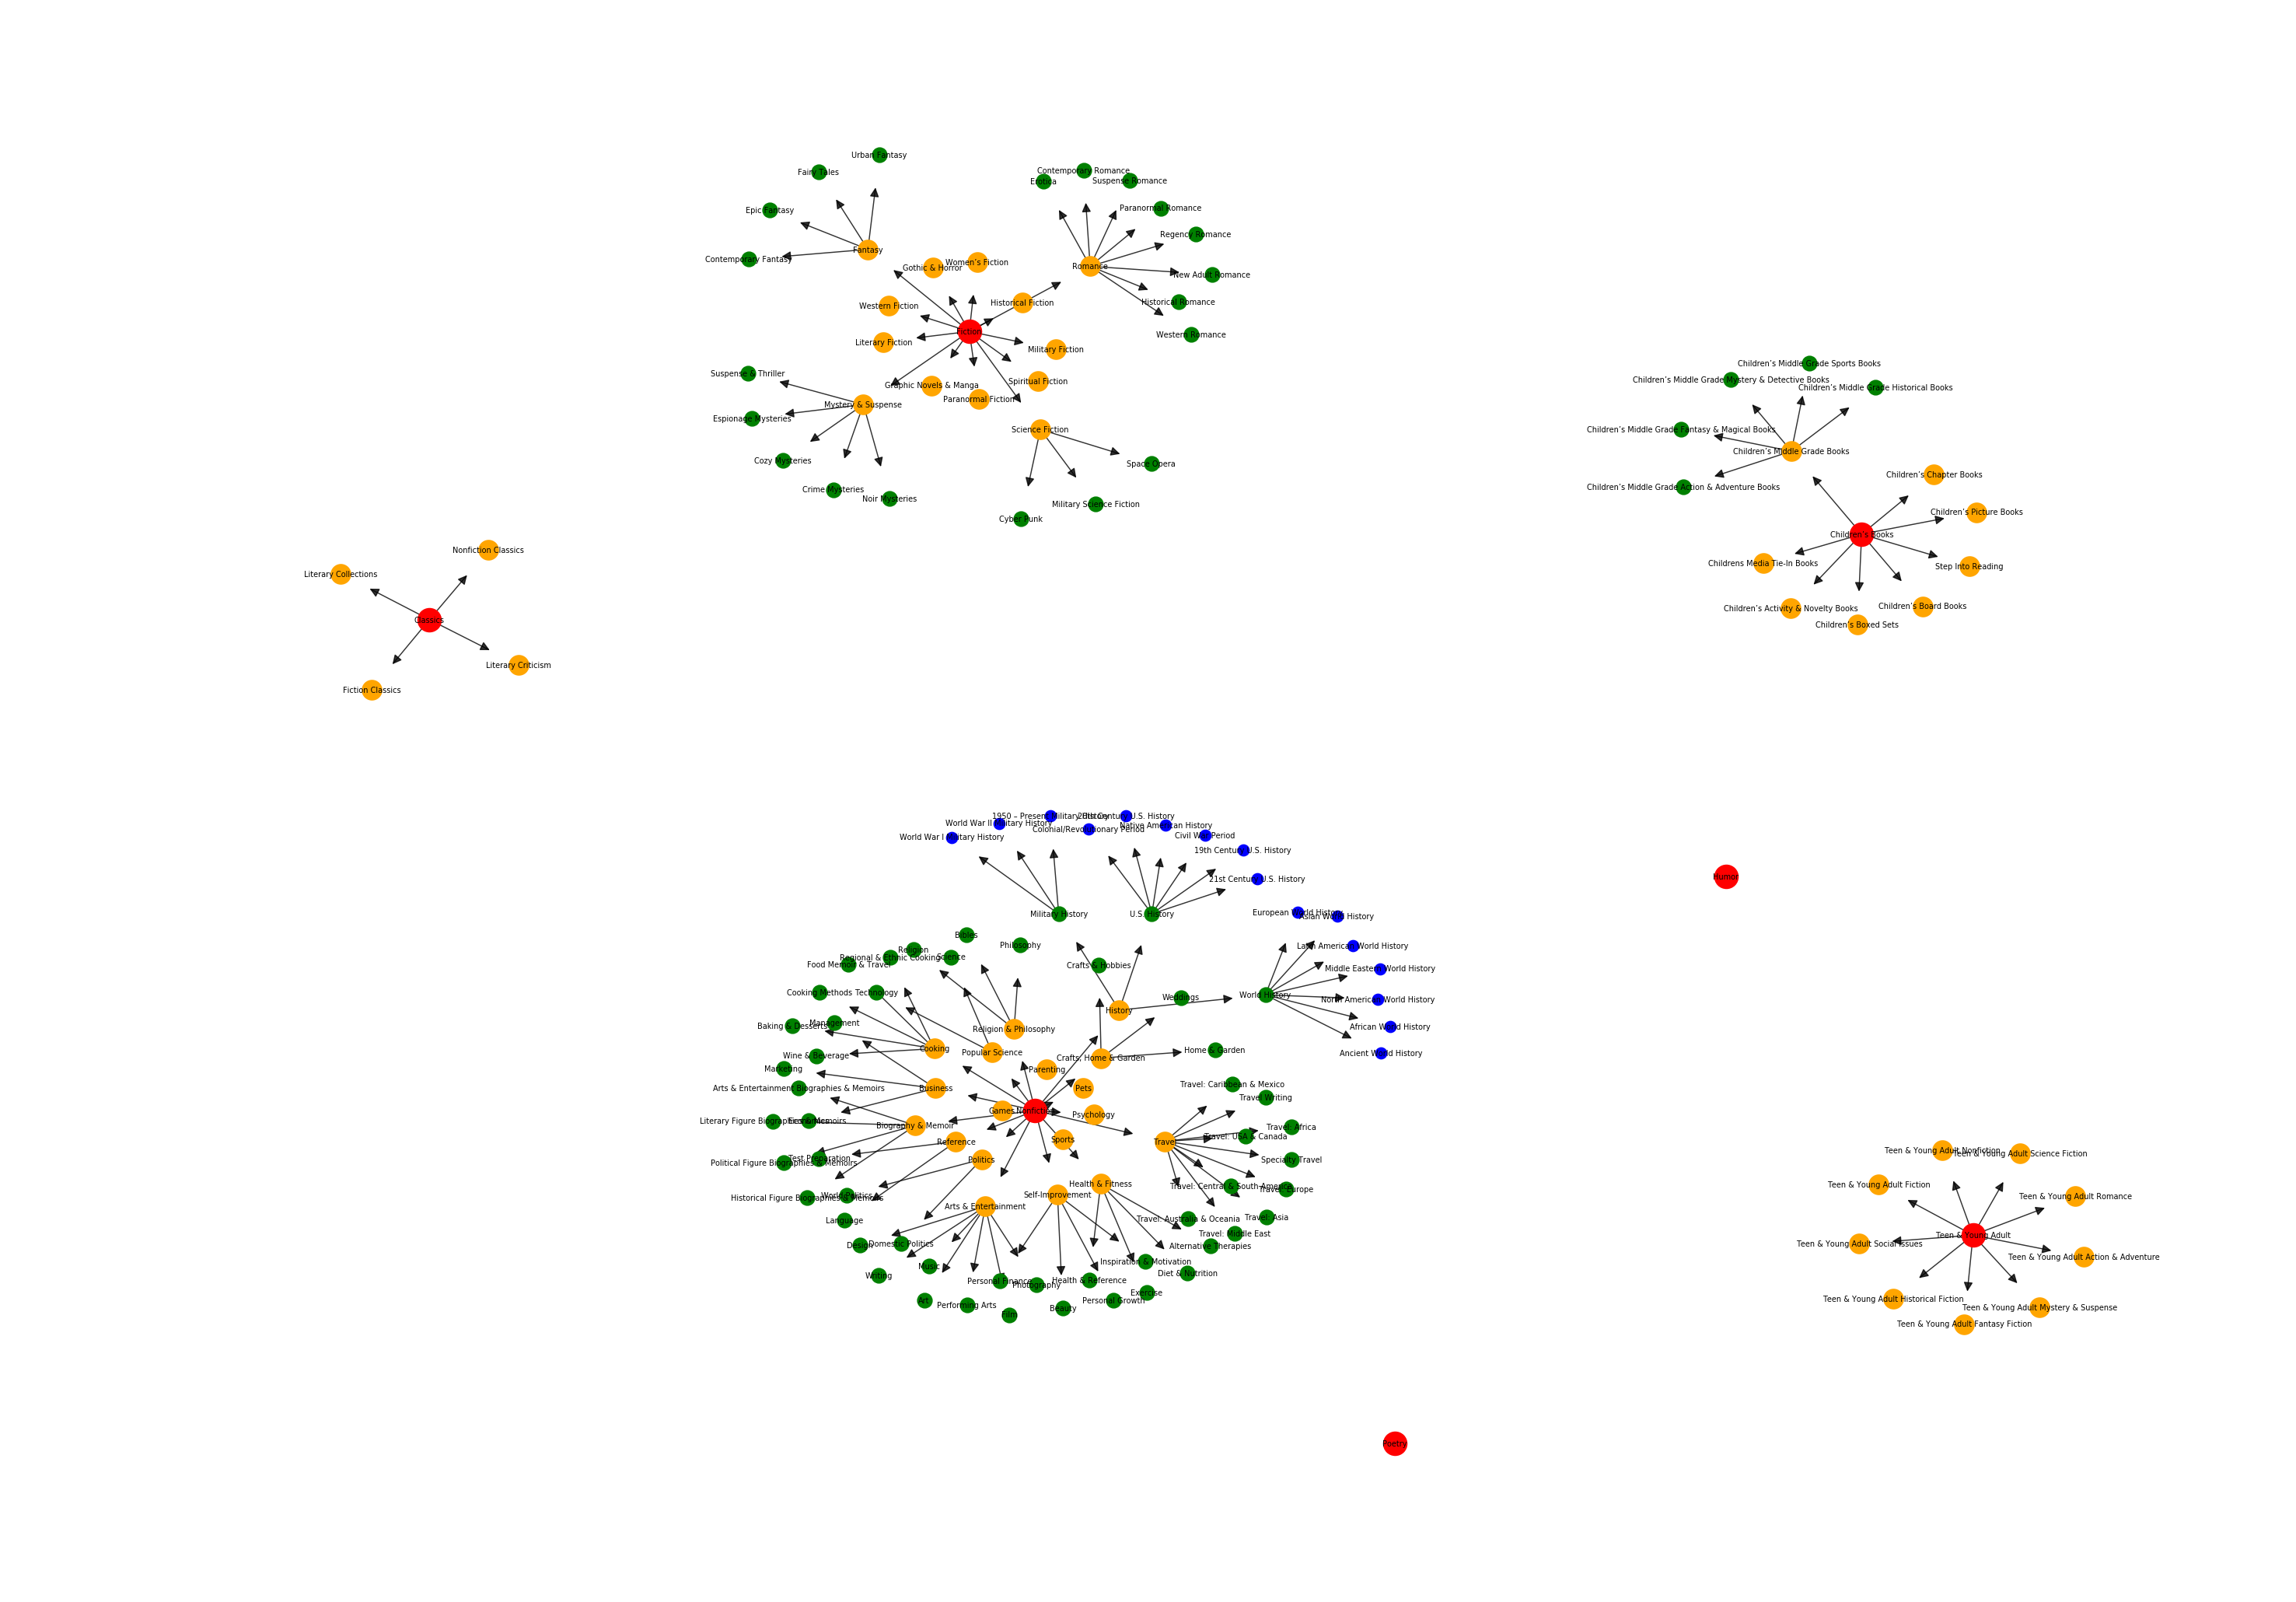 Urban Fantasy
Fairy Tales
Epic Fantasy
Contemporary Fantasy
Fantasy
Contemporary Romance
Erotica
Suspense Romance
Paranormal Romance
Regency Romance
New Adult Romance
Historical Romance
Western Romance
Romance
Gothic & Horror
Women's Fiction
Western Fiction
Historical Fiction
Fiction
Literary Fiction
Military Fiction
Graphic Novels & Manga
Spiritual Fiction
Paranormal Fiction
Suspense & Thriller
Mystery & Suspense
Espionage Mysteries
Cozy Mysteries
Crime Mysteries
Noir Mysteries
Science Fiction
Space Opera
Military Science Fiction
Cyber Punk
Children's Middle Grade Sports Books
Children's Middle Grade Mystery & Detective Books
Children's Middle Grade Historical Books
Children's Middle Grade Fantasy & Magical Books
Children's Middle Grade Books
Children's Middle Grade Action & Adventure Books
Children's Chapter Books
Children's Picture Books
Children's Books
Childrens Media Tie-In Books
Step Into Reading
Children's Activity & Novelty Books
Children's Board Books
Children's Boxed Sets
Nonfiction Classics
Literary Collections
Classics
Literary Criticism
Fiction Classics
1950 – Present Military History
20th Century U.S. History
World War II Military History
Colonial/Revolutionary Period
Native American History
World War I Military History
Civil War Period
19th Century U.S. History
21st Century U.S. History
Military History
U.S. History
European World History
Asian World History
Latin American World History
Middle Eastern World History
World History
North American World History
African World History
Ancient World History
Humor
Bibles
Philosophy
Religion
Regional & Ethnic Cooking
Science
Food Memoir & Travel
Crafts & Hobbies
Cooking Methods
Technology
Weddings
History
Baking & Desserts
Management
Religion & Philosophy
Cooking
Popular Science
Crafts, Home & Garden
Home & Garden
Wine & Beverage
Marketing
Parenting
Arts & Entertainment Biographies & Memoirs
Business
Pets
Travel: Caribbean & Mexico
Travel Writing
Games
Nonfiction
Psychology
Literary Figure Biographies & Memoirs
Economics
Biography & Memoir
Travel: Africa
Travel: USA & Canada
Reference
Sports
Travel
Test Preparation
Political Figure Biographies & Memoirs
Politics
Specialty Travel
Health & Fitness
Travel: Central & South America
Travel: Europe
Historical Figure Biographies & Memoirs
World Politics
Self-Improvement
Arts & Entertainment
Language
Travel: Australia & Oceania
Travel: Asia
Travel: Middle East
Design
Domestic Politics
Alternative Therapies
Inspiration & Motivation
Music
Writing
Diet & Nutrition
Personal Finance
Photography
Health & Reference
Exercise
Art
Performing Arts
Beauty
Personal Growth
Film
Teen & Young Adult Nonfiction
Teen & Young Adult Science Fiction
Teen & Young Adult Fiction
Teen & Young Adult Romance
Teen & Young Adult
Teen & Young Adult Social Issues
Teen & Young Adult Action & Adventure
Teen & Young Adult Historical Fiction
Teen & Young Adult Mystery & Suspense
Teen & Young Adult Fantasy Fiction
Poetry